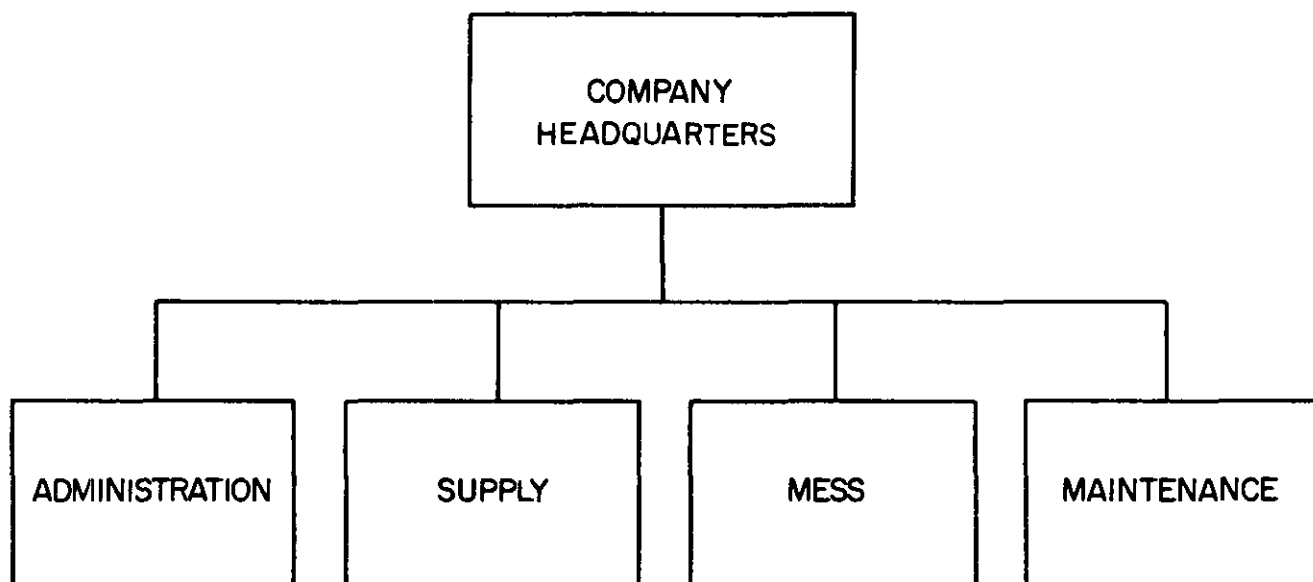 COMPANY
HEADQUARTERS
ADMINISTRATION
SUPPLY
MESS
MAINTENANCE